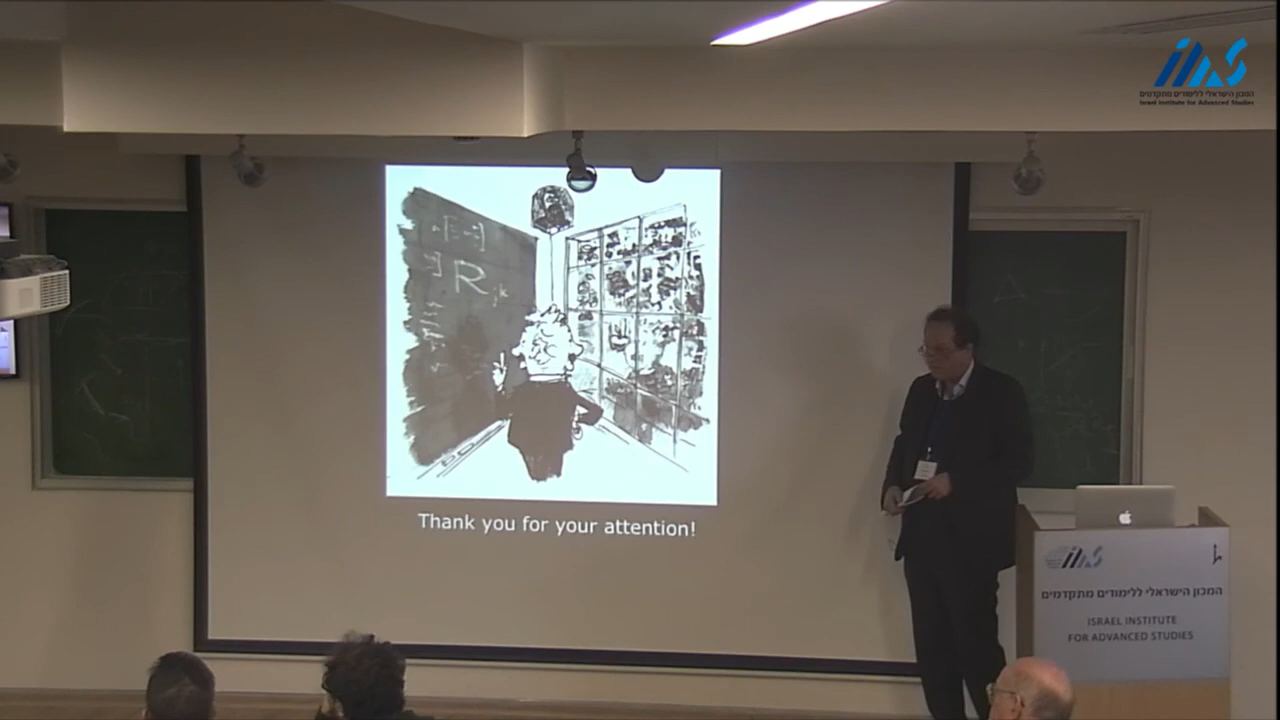 המכון הישראלי ללימודים מתקדמים
Israel Institute for Advanced Studies
R
Thank you for your attention!
המכון הישראלי ללימודים מתקדמים
ISRAEL INSTITUTE
FOR ADVANCED STUDIES